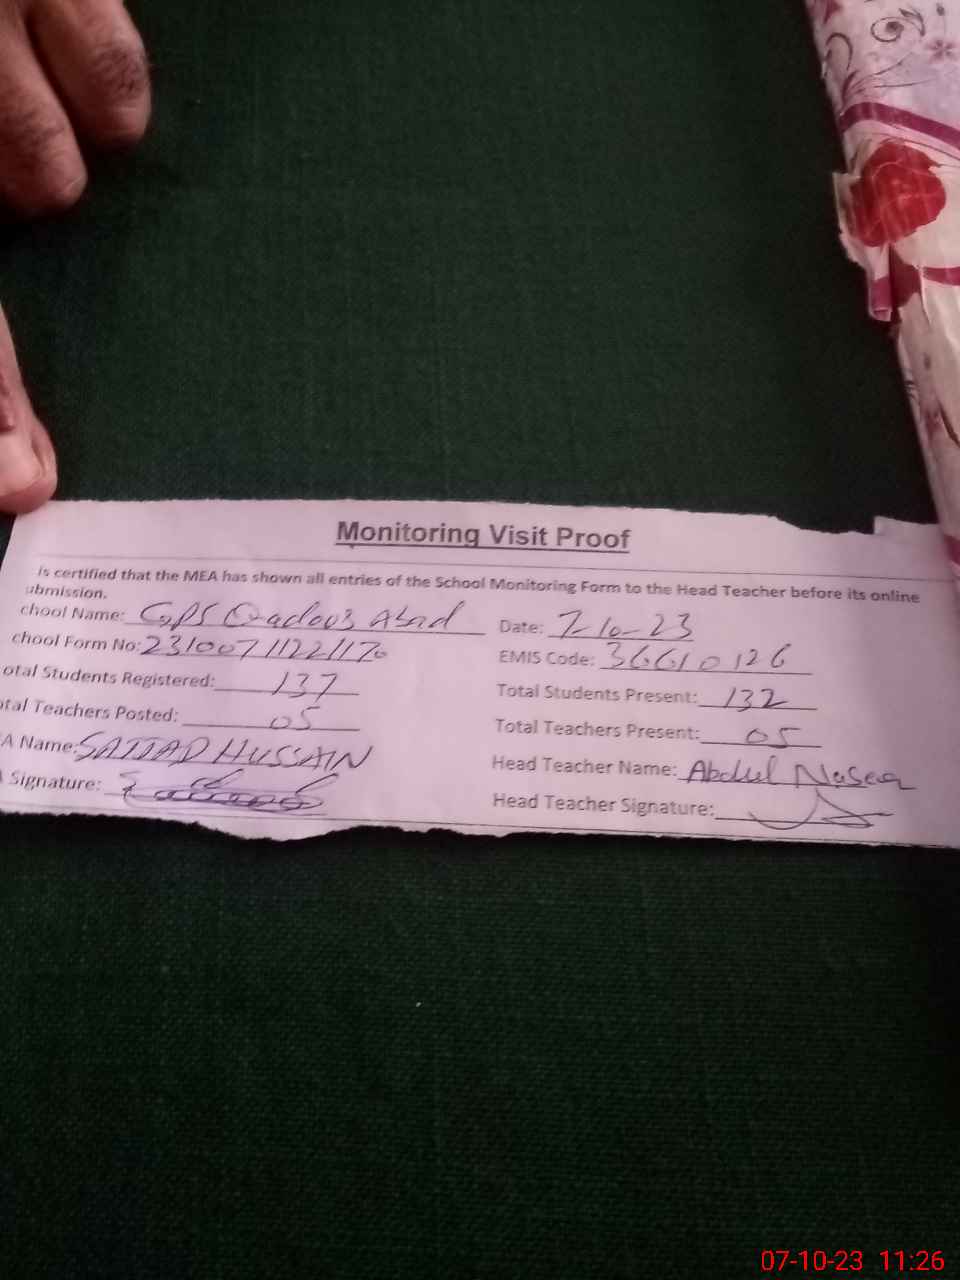 Monitoring Visit Proof
is certified that the MEA has shown all entries of the School Monitoring Form to the Head Teacher before its online
ubmission.
chool Name: GPS Qadoos Abad Date: 7-10-23
chool Form No: 2310071122117 EMIS Code: 36610126
otal Students Registered: 137 Total Students Present: 132
otal Teachers Posted: 05 Total Teachers Present: 05
A Name: SAJJAD HUSSAIN Head Teacher Name: Abdul Naseer
Signature: Head Teacher Signature:
07-10-23 11:26